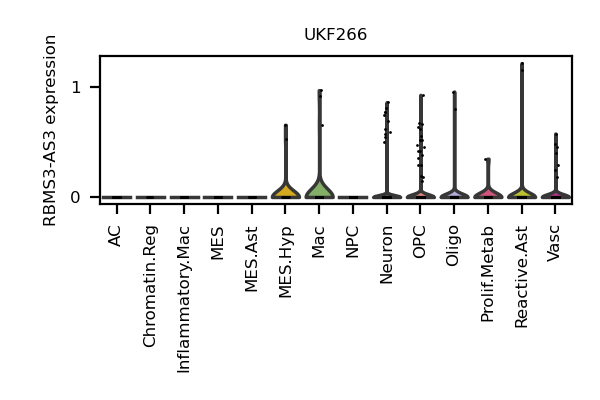 UKF266
RBMS3-AS3 expression
1
0
AC
Chromatin.Reg
Inflammatory.Mac
MES
MES.Ast
MES.Hyp
Mac
NPC
Neuron
OPC
Oligo
Prolif.Metab
Reactive.Ast
Vasc